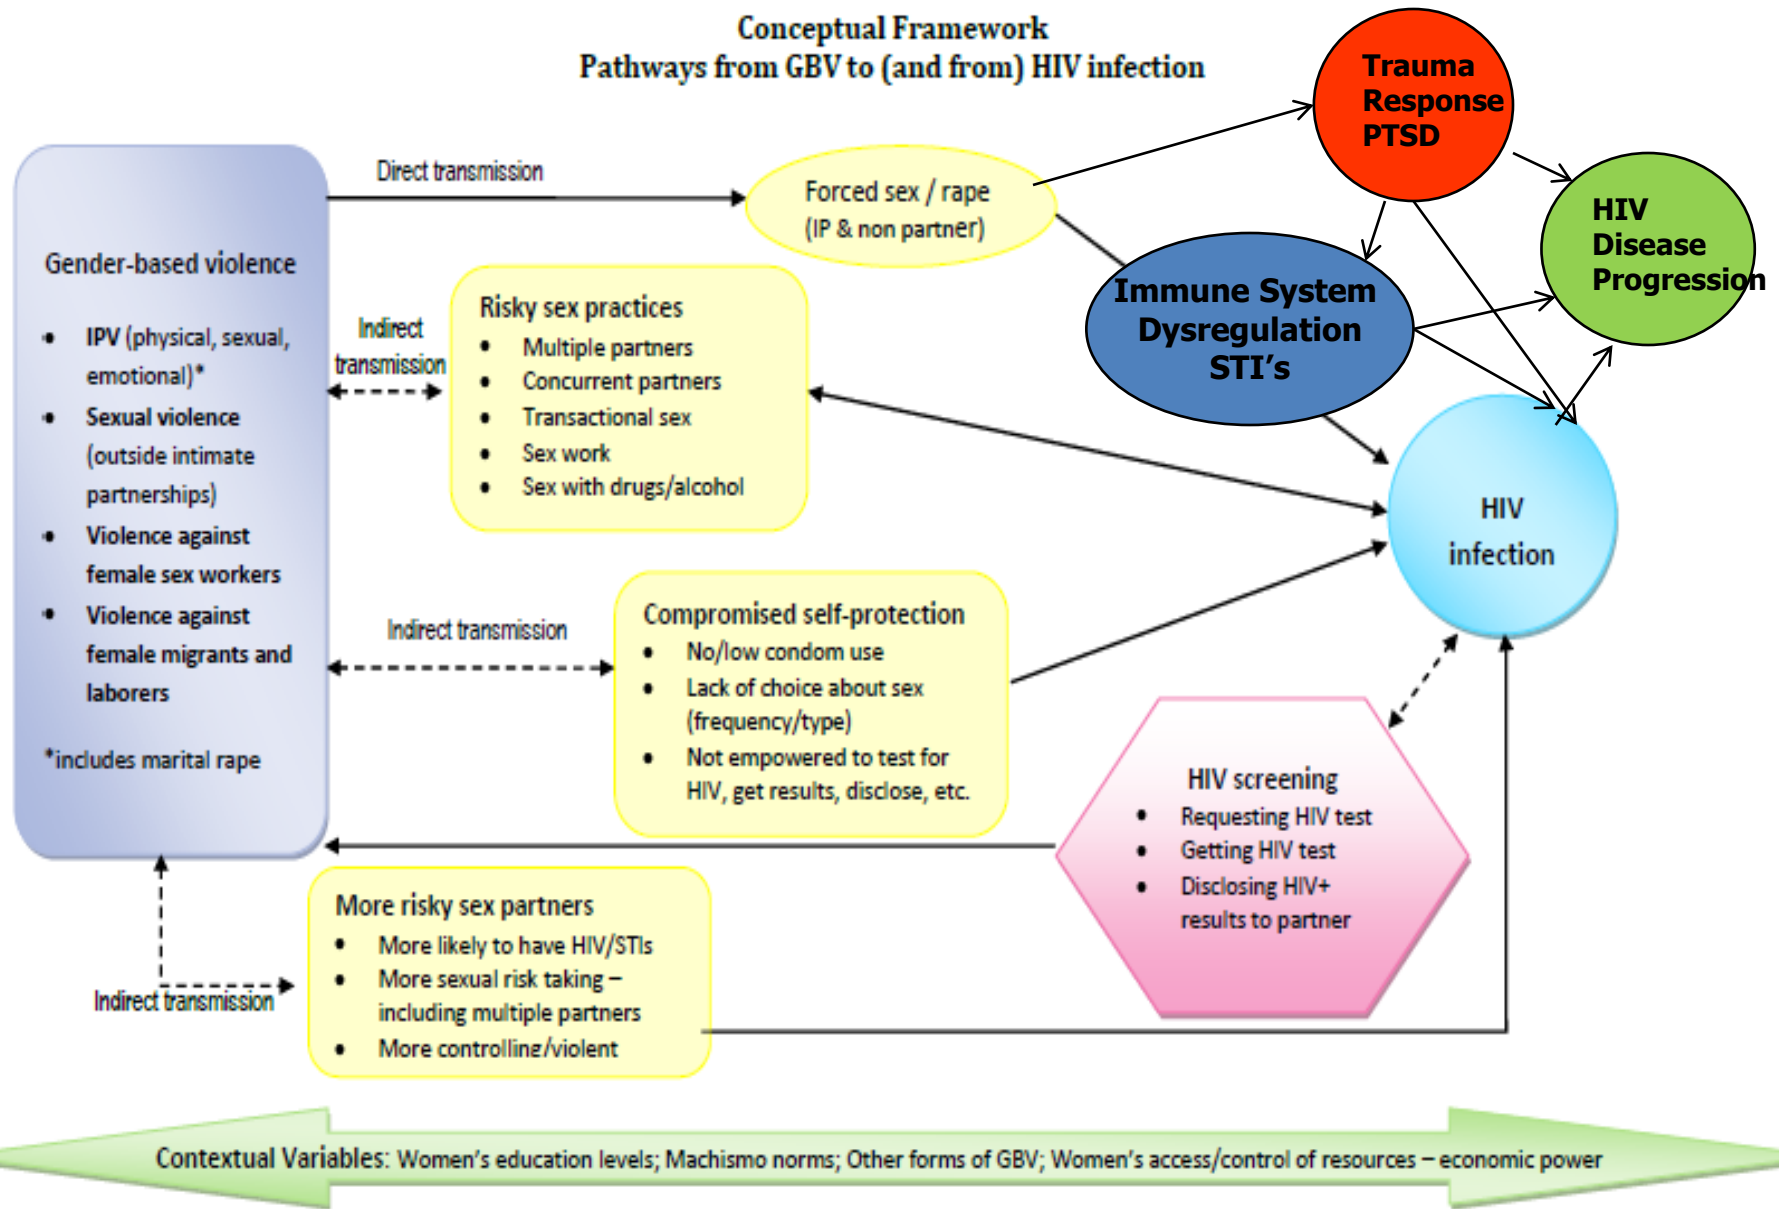 Conceptual Framework
Pathways from GBV to (and from) HIV infection
Trauma
Response
PTSD
HIV
Disease
Progression
Direct transmission
Forced sex / rape
(IP & non partner)
Immune System
Dysregulation
STI’s
Gender-based violence
• IPV (physical, sexual,
emotional)*
• Sexual violence
(outside intimate
partnerships)
• Violence against
female sex workers
• Violence against
female migrants and
laborers
*includes marital rape
Indirect
transmission
Risky sex practices
• Multiple partners
• Concurrent partners
• Transactional sex
• Sex work
• Sex with drugs/alcohol
HIV
infection
Indirect transmission
Compromised self-protection
• No/low condom use
• Lack of choice about sex
(frequency/type)
• Not empowered to test for
HIV, get results, disclose, etc.
HIV screening
• Requesting HIV test
• Getting HIV test
• Disclosing HIV+
results to partner
Indirect transmission
More risky sex partners
• More likely to have HIV/STIs
• More sexual risk taking –
including multiple partners
• More controlling/violent
Contextual Variables: Women’s education levels; Machismo norms; Other forms of GBV; Women’s access/control of resources – economic power